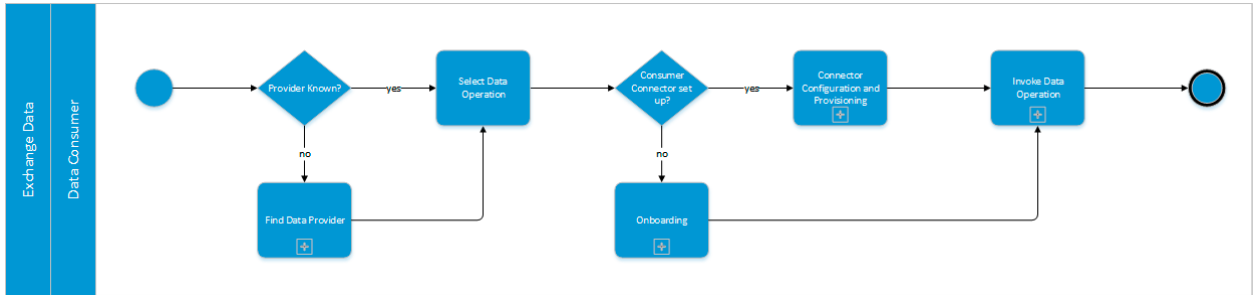 Exchange Data
Data Consumer
Provider Known?
yes
Select Data
Operation
Consumer
Connector set
up?
yes
Connector
Configuration and
Provisioning
Invoke Data
Operation
no
no
Find Data Provider
Onboarding